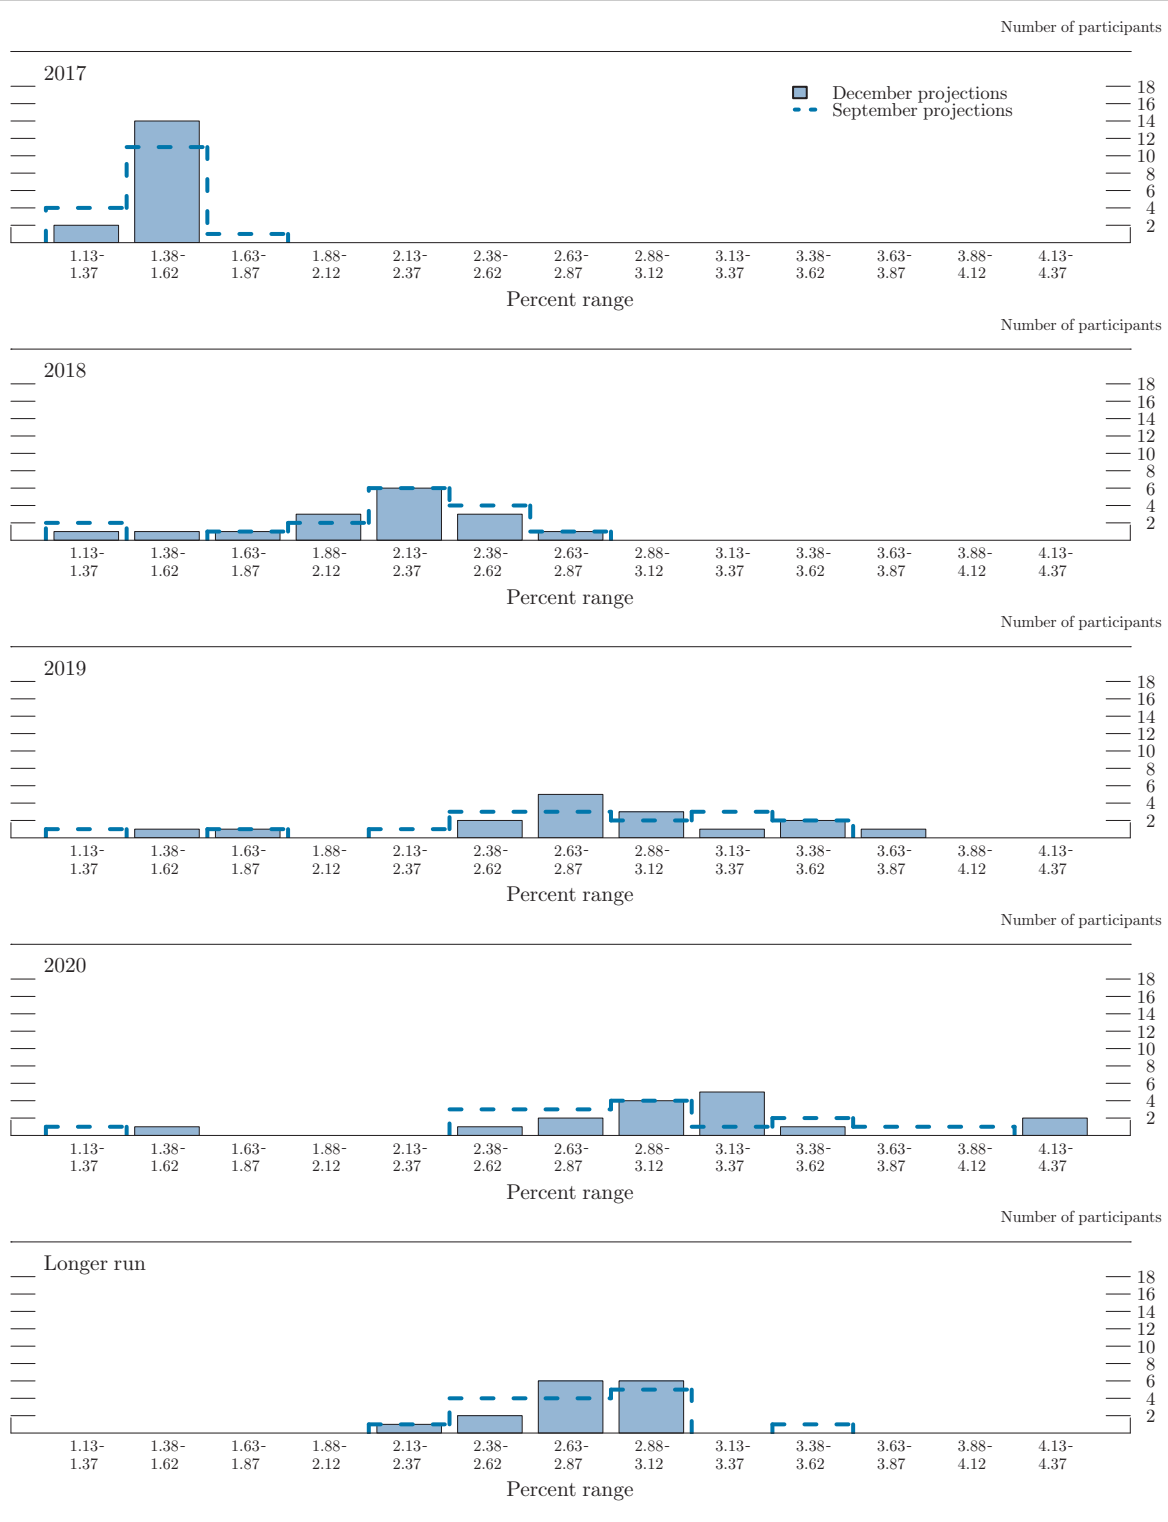 Number of participants
2017
December projections
September projections
18
16
14
12
10
8
6
4
2
1.13- 1.38- 1.63- 1.88- 2.13- 2.38- 2.63- 2.88- 3.13- 3.38- 3.63- 3.88- 4.13-
1.37 1.62 1.87 2.12 2.37 2.62 2.87 3.12 3.37 3.62 3.87 4.12 4.37
Percent range
Number of participants
2018
18
16
14
12
10
8
6
4
2
1.13- 1.38- 1.63- 1.88- 2.13- 2.38- 2.63- 2.88- 3.13- 3.38- 3.63- 3.88- 4.13-
1.37 1.62 1.87 2.12 2.37 2.62 2.87 3.12 3.37 3.62 3.87 4.12 4.37
Percent range
Number of participants
2019
18
16
14
12
10
8
6
4
2
1.13- 1.38- 1.63- 1.88- 2.13- 2.38- 2.63- 2.88- 3.13- 3.38- 3.63- 3.88- 4.13-
1.37 1.62 1.87 2.12 2.37 2.62 2.87 3.12 3.37 3.62 3.87 4.12 4.37
Percent range
Number of participants
2020
18
16
14
12
10
8
6
4
2
1.13- 1.38- 1.63- 1.88- 2.13- 2.38- 2.63- 2.88- 3.13- 3.38- 3.63- 3.88- 4.13-
1.37 1.62 1.87 2.12 2.37 2.62 2.87 3.12 3.37 3.62 3.87 4.12 4.37
Percent range
Number of participants
Longer run
18
16
14
12
10
8
6
4
2
1.13- 1.38- 1.63- 1.88- 2.13- 2.38- 2.63- 2.88- 3.13- 3.38- 3.63- 3.88- 4.13-
1.37 1.62 1.87 2.12 2.37 2.62 2.87 3.12 3.37 3.62 3.87 4.12 4.37
Percent range